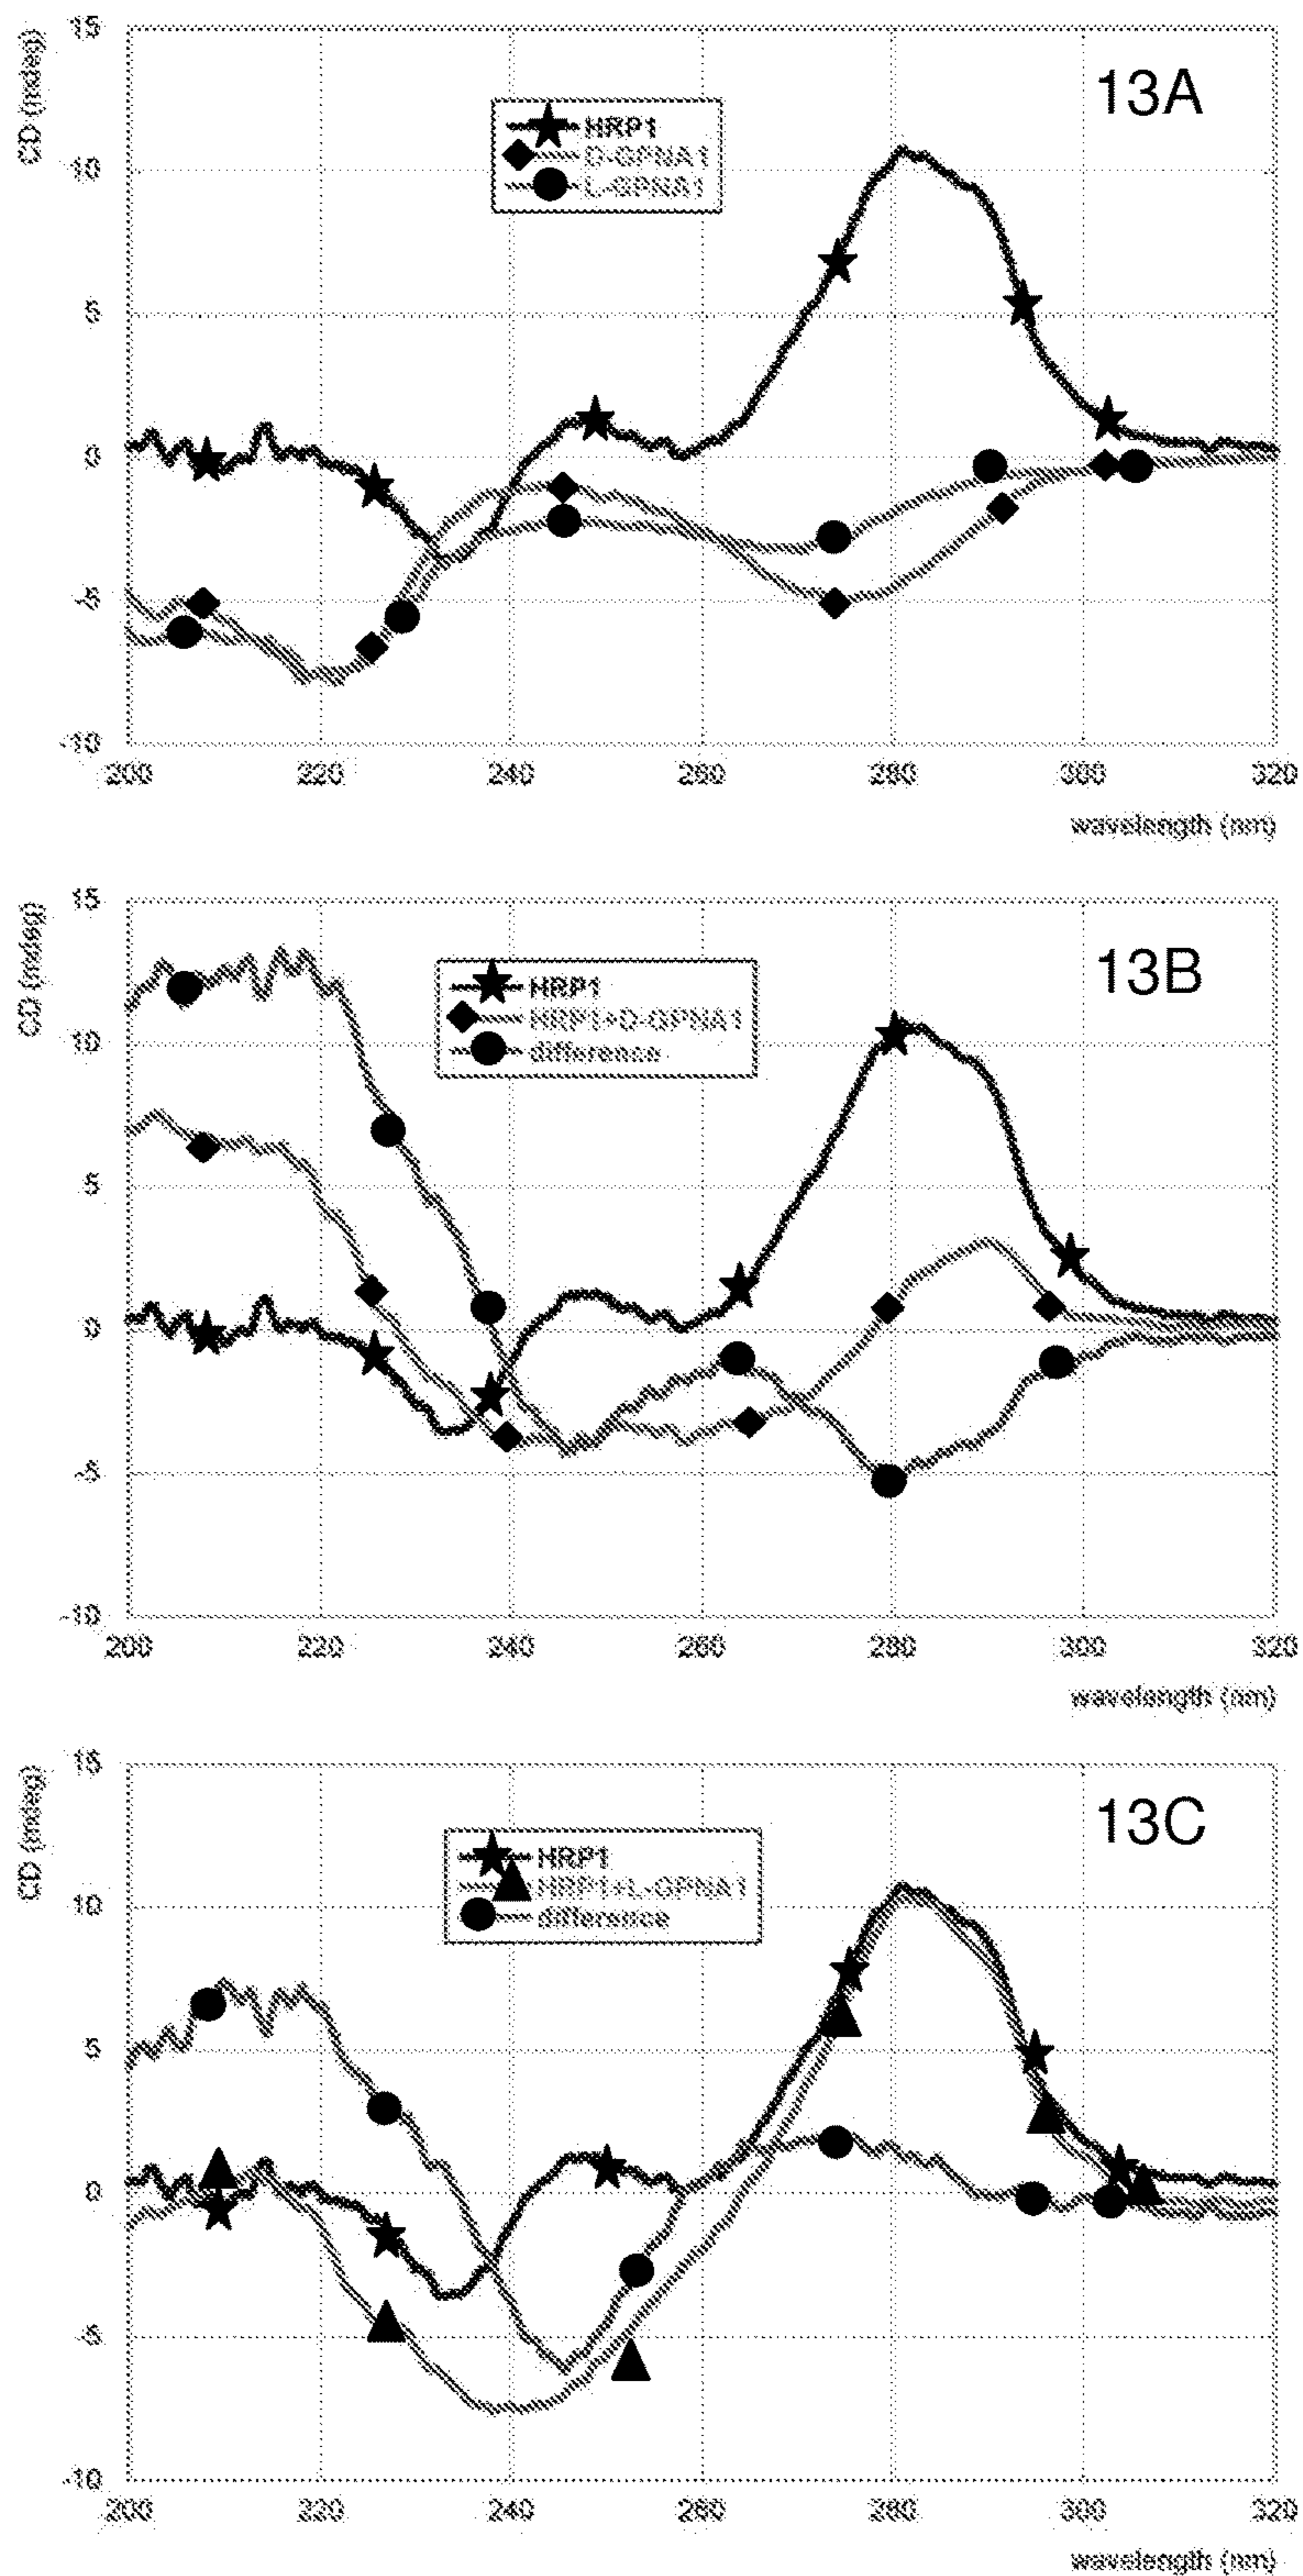 15
CD (mdeg)
13A
HRP1
D-GPNA1
L-GPNA1
10
5
0
-5
-10
200 220 240 260 280 300 320
wavelength (nm)
15
CD (mdeg)
13B
HRP1
HRP1+D-GPNA1
difference
10
5
0
-5
-10
200 220 240 260 280 300 320
wavelength (nm)
15
CD (mdeg)
13C
HRP1
HRP1+L-GPNA1
difference
10
5
0
-5
-10
200 220 240 260 280 300 320
wavelength (nm)